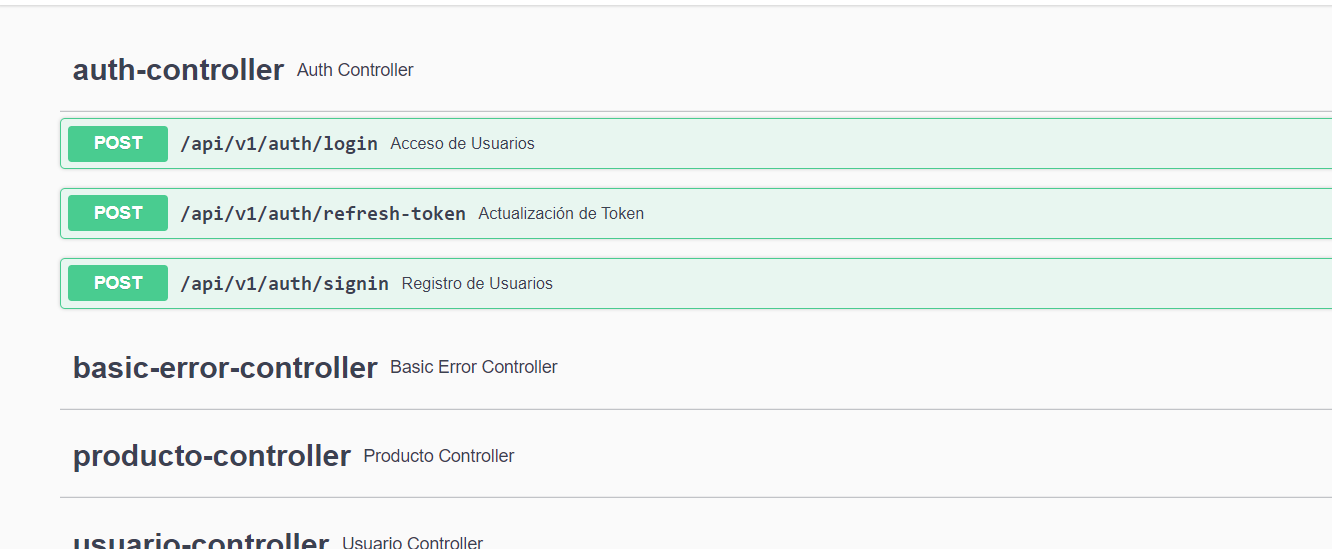 auth-controller Auth Controller
POST /api/v1/auth/login Acceso de Usuarios
POST /api/v1/auth/refresh-token Actualización de Token
POST /api/v1/auth/signin Registro de Usuarios
basic-error-controller Basic Error Controller
producto-controller Producto Controller
usuario-controller Usuario Controller